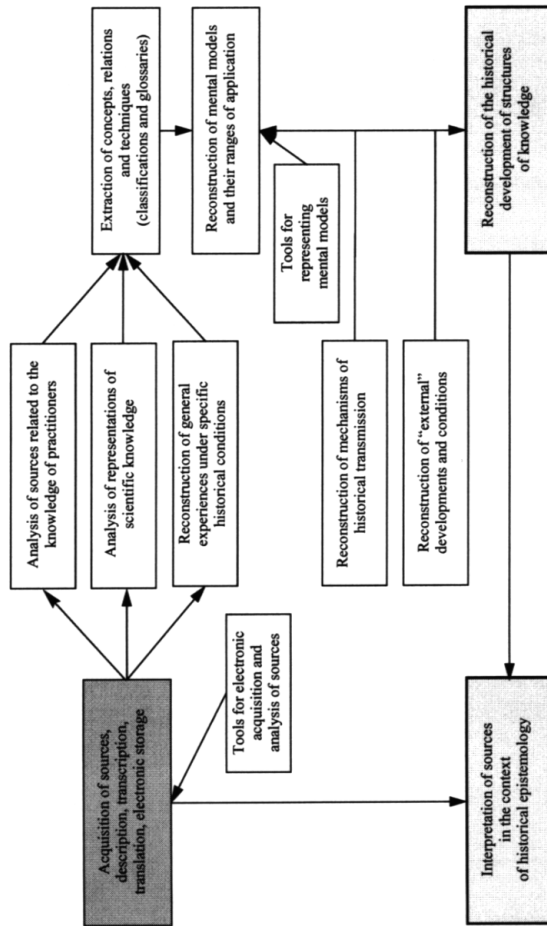 Acquisition of sources,
description, transcription,
translation, electronic storage
Tools for electronic
acquisition and
analysis of sources
Interpretation of sources
in the context
of historical epistemology
Analysis of sources related to the
knowledge of practitioners
Analysis of representations of
scientific knowledge
Reconstruction of general
experiences under specific
historical conditions
Reconstruction of mechanisms of
historical transmission
Reconstruction of “external”
developments and conditions
Extraction of concepts, relations
and techniques
(classifications and glossaries)
Reconstruction of mental models
and their ranges of application
Tools for
representing
mental models
Reconstruction of the historical
development of structures
of knowledge